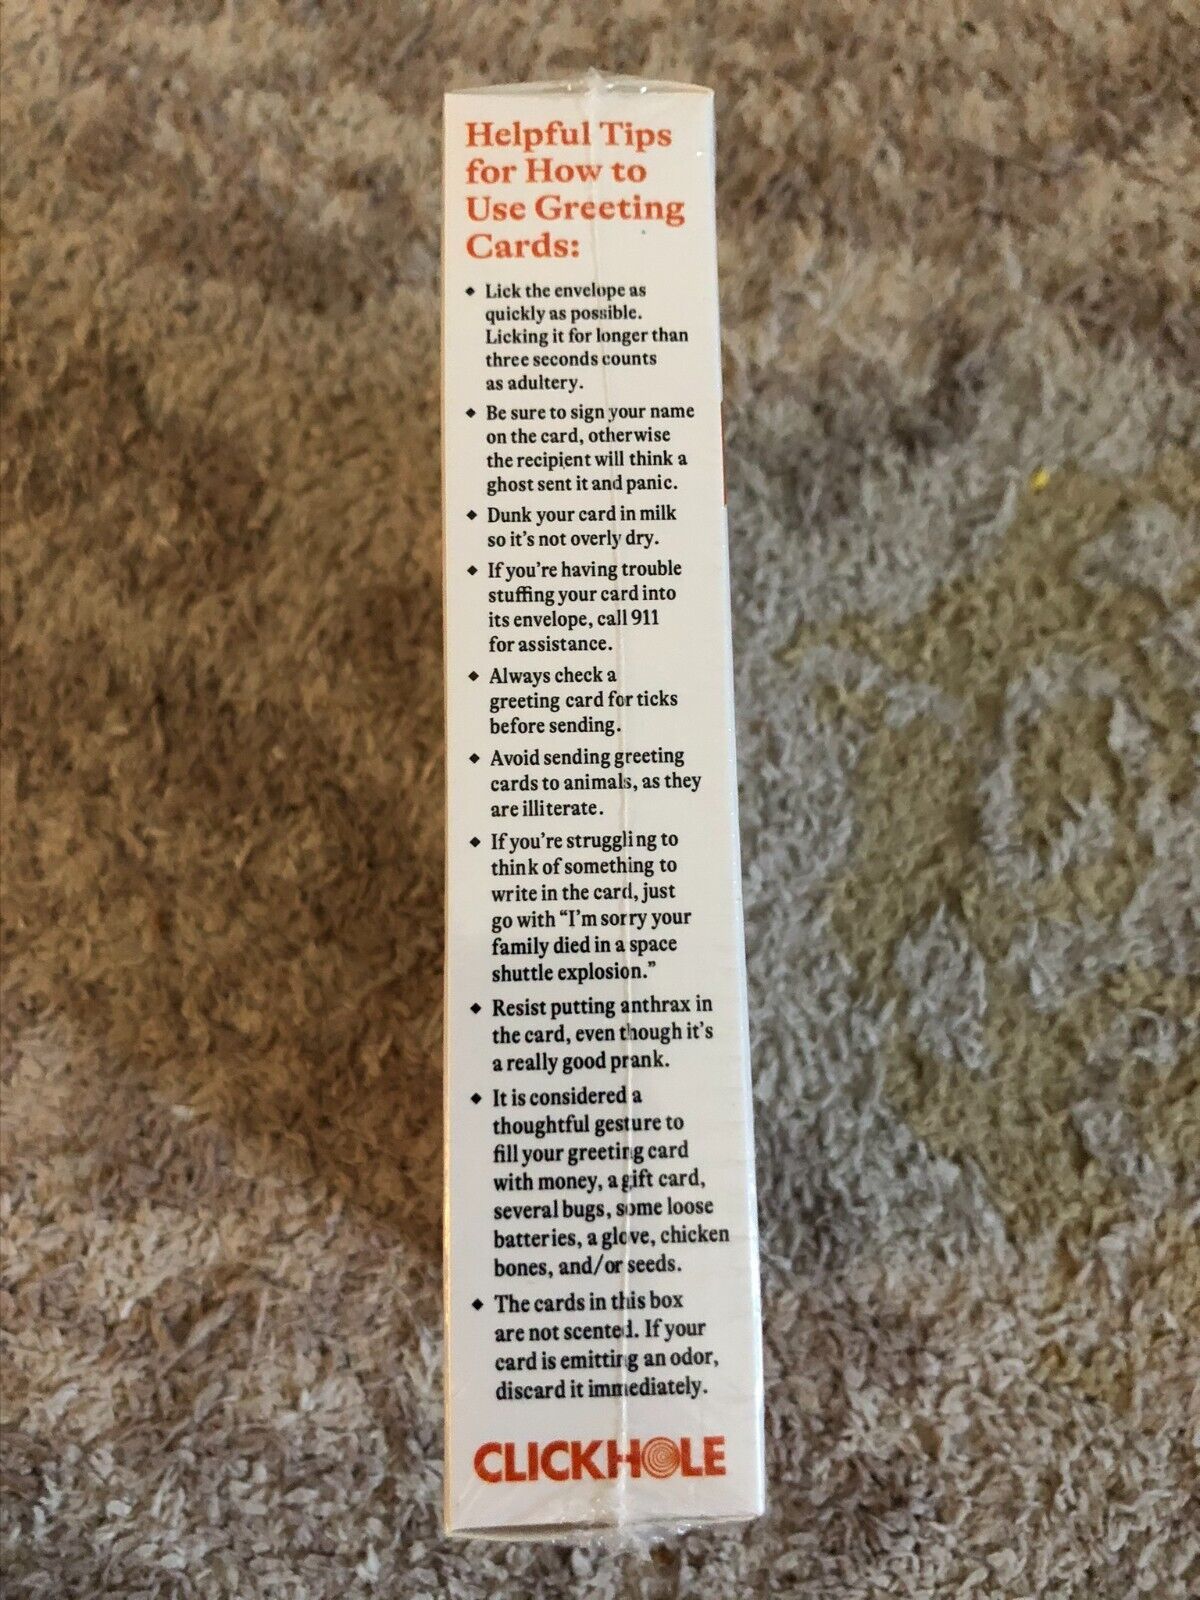 Helpful Tips
for How to
Use Greeting
Cards:
◆ Lick the envelope as
quickly as possible.
Licking it for longer than
three seconds counts
as adultery.
◆ Be sure to sign your name
on the card, otherwise
the recipient will think a
ghost sent it and panic.
◆ Dunk your card in milk
so it's not overly dry.
◆ If you're having trouble
stuffing your card into
its envelope, call 911
for assistance.
◆ Always check a
greeting card for ticks
before sending.
◆ Avoid sending greeting
cards to animals, as they
are illiterate.
◆ If you're struggling to
think of something to
write in the card, just
go with “I'm sorry your
family died in a space
shuttle explosion.”
◆ Resist putting anthrax in
the card, even though it's
a really good prank.
◆ It is considered a
thoughtful gesture to
fill your greeting card
with money, a gift card,
several bugs, some loose
batteries, a glove, chicken
bones, and/or seeds.
◆ The cards in this box
are not scented. If your
card is emitting an odor,
discard it immediately.
CLICKHOLE